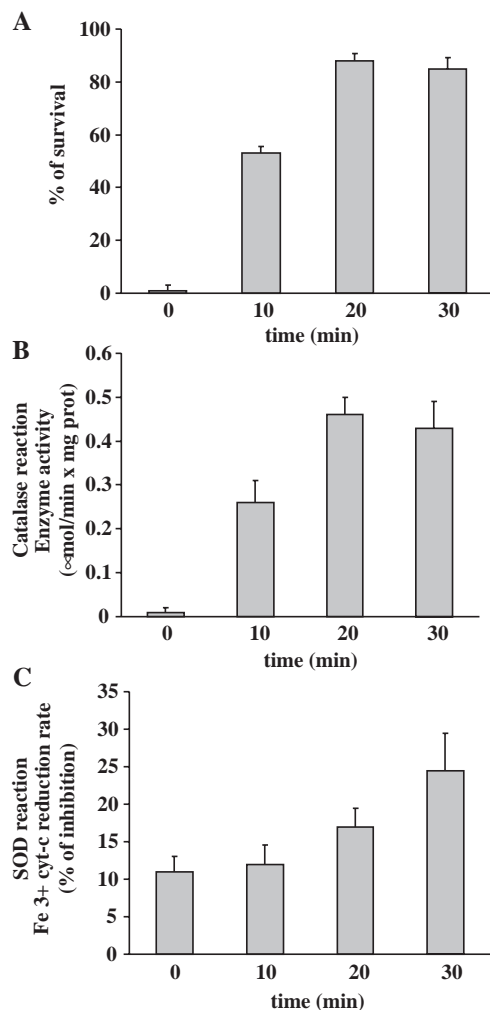 A
100
80
60
40
20
0
% of survival
0 10 20 30
time (min)
B
0.6
0.5
0.4
0.3
0.2
0.1
0
Catalase reaction
Enzyme activity
(∝mol/min x mg prot)
0 10 20 30
time (min)
C
35
30
25
20
15
10
5
0
SOD reaction
Fe 3+ cyt-c reduction rate
(% of inhibition)
0 10 20 30
time (min)